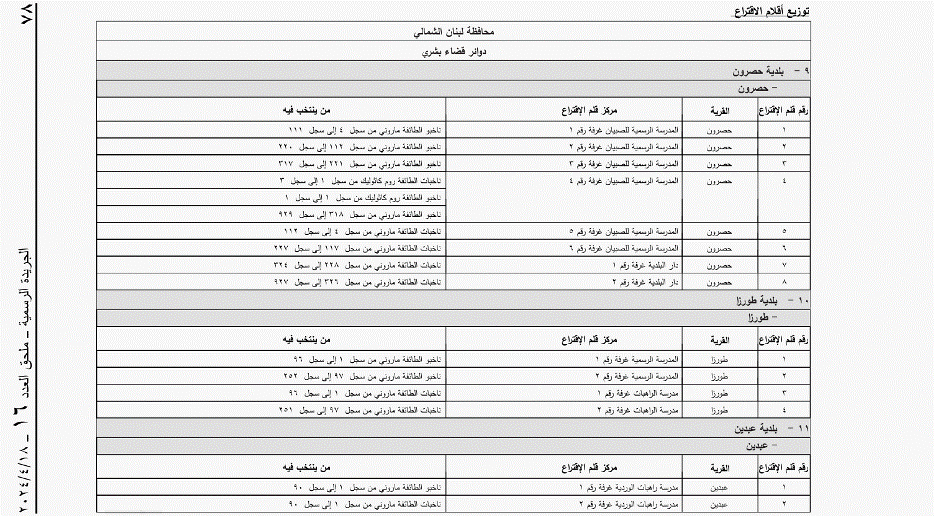 ٧٨
الجريدة الرسمية ـ ملحق العدد ١٦ ـ ٢٠٢٤/٤/١٨
توزيع أقلام الاقتراع
محافظة لبنان الشمالي
دوائر قضاء بشري
٩ - بلدية حصرون
- حصرون
رقم قلم الإقتراع القرية مركز قلم الإقتراع من ينتخب فيه
١ حصرون المدرسة الرسمية للصبيان غرفة رقم ١ ناخبو الطائفة ماروني من سجل ٤ إلى سجل ١١١
٢ حصرون المدرسة الرسمية للصبيان غرفة رقم ٢ ناخبو الطائفة ماروني من سجل ١١٢ إلى سجل ٢٢٠
٣ حصرون المدرسة الرسمية للصبيان غرفة رقم ٣ ناخبو الطائفة ماروني من سجل ٢٢١ إلى سجل ٣١٧
٤ حصرون المدرسة الرسمية للصبيان غرفة رقم ٤ ناخبات الطائفة روم كاثوليك من سجل ١ إلى سجل ٣
ناخبو الطائفة روم كاثوليك من سجل ١ إلى سجل ١
ناخبو الطائفة ماروني من سجل ٣١٨ إلى سجل ٩٢٩
٥ حصرون المدرسة الرسمية للصبيان غرفة رقم ٥ ناخبات الطائفة ماروني من سجل ٤ إلى سجل ١١٢
٦ حصرون المدرسة الرسمية للصبيان غرفة رقم ٦ ناخبات الطائفة ماروني من سجل ١١٧ إلى سجل ٢٢٧
٧ حصرون دار البلدية غرفة رقم ١ ناخبات الطائفة ماروني من سجل ٢٢٨ إلى سجل ٣٢٤
٨ حصرون دار البلدية غرفة رقم ٢ ناخبات الطائفة ماروني من سجل ٣٢٦ إلى سجل ٩٢٧
١٠ - بلدية طورزا
- طورزا
رقم قلم الإقتراع القرية مركز قلم الإقتراع من ينتخب فيه
١ طورزا المدرسة الرسمية غرفة رقم ١ ناخبو الطائفة ماروني من سجل ١ إلى سجل ٩٦
٢ طورزا المدرسة الرسمية غرفة رقم ٢ ناخبو الطائفة ماروني من سجل ٩٧ إلى سجل ٢٥٢
٣ طورزا مدرسة الراهبات غرفة رقم ١ ناخبات الطائفة ماروني من سجل ١ إلى سجل ٩٦
٤ طورزا مدرسة الراهبات غرفة رقم ٢ ناخبات الطائفة ماروني من سجل ٩٧ إلى سجل ٢٥١
١١ - بلدية عبدين
- عبدين
رقم قلم الإقتراع القرية مركز قلم الإقتراع من ينتخب فيه
١ عبدين مدرسة راهبات الوردية غرفة رقم ١ ناخبو الطائفة ماروني من سجل ١ إلى سجل ٩٠
٢ عبدين مدرسة راهبات الوردية غرفة رقم ٢ ناخبات الطائفة ماروني من سجل ١ إلى سجل ٩٠